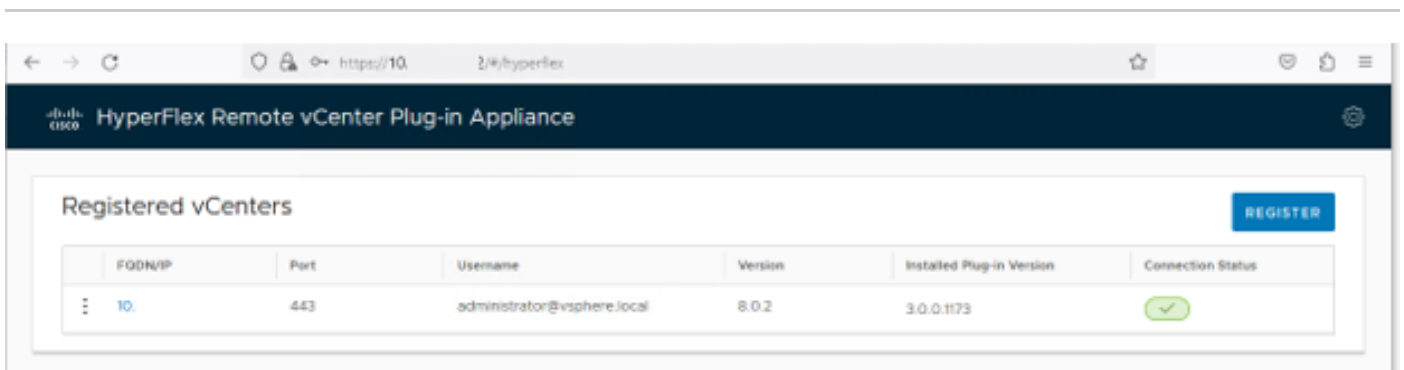 https://10. 2/#/hyperflex
cisco HyperFlex Remote vCenter Plug-in Appliance
Registered vCenters
REGISTER
FQDN/IP Port Username Version Installed Plug-in Version Connection Status
10. 443 administrator@vsphere.local 8.0.2 3.0.0.1173